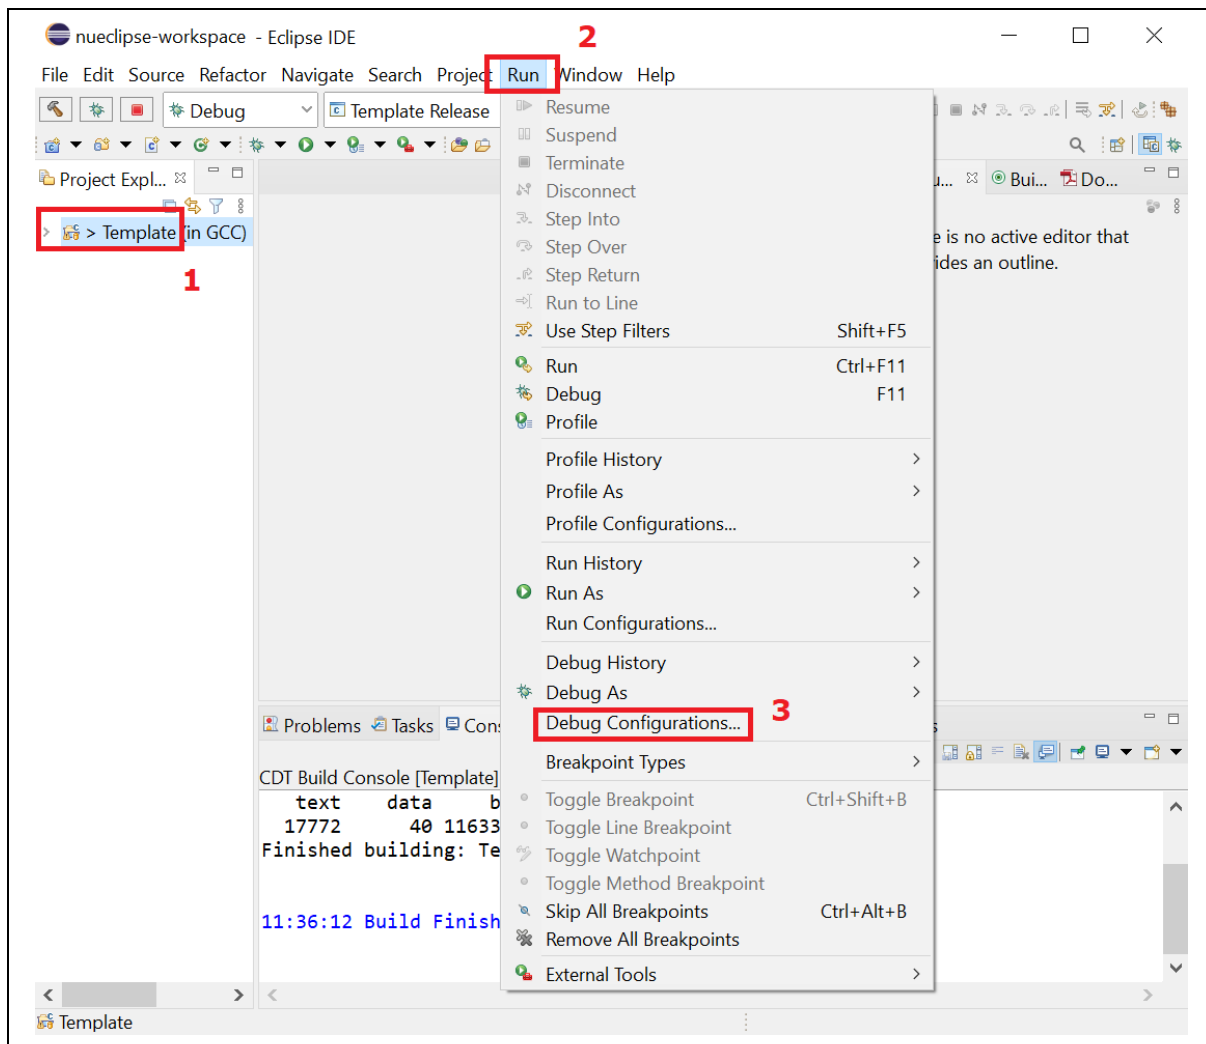 nueclipse-workspace - Eclipse IDE
2
File Edit Source Refactor Navigate Search Project Run Window Help
Debug
Template Release
Project Expl...
Bui...
Do...
> Template (in GCC)
1
e is no active editor that
ides an outline.
Resume
Suspend
Terminate
Disconnect
Step Into
Step Over
Step Return
Run to Line
Use Step Filters Shift+F5
Run Ctrl+F11
Debug F11
Profile
Profile History
Profile As
Profile Configurations...
Run History
Run As
Run Configurations...
Debug History
Debug As
Debug Configurations...
3
Breakpoint Types
Toggle Breakpoint Ctrl+Shift+B
Toggle Line Breakpoint
Toggle Watchpoint
Toggle Method Breakpoint
Skip All Breakpoints Ctrl+Alt+B
Remove All Breakpoints
External Tools
Problems Tasks Con
CDT Build Console [Template]
text data b
17772 40 11633
Finished building: Te
11:36:12 Build Finish
Template